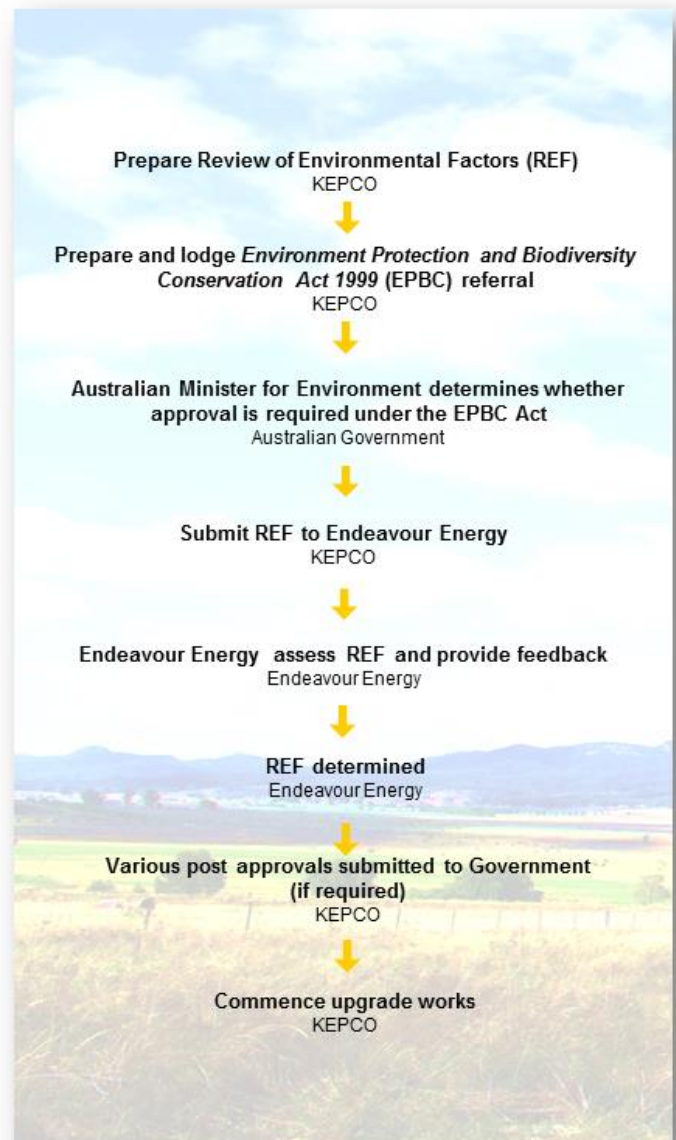 Prepare Review of Environmental Factors (REF)
KEPCO
Prepare and lodge Environment Protection and Biodiversity
Conservation Act 1999 (EPBC) referral
KEPCO
Australian Minister for Environment determines whether
approval is required under the EPBC Act
Australian Government
Submit REF to Endeavour Energy
KEPCO
Endeavour Energy assess REF and provide feedback
Endeavour Energy
REF determined
Endeavour Energy
Various post approvals submitted to Government
(if required)
KEPCO
Commence upgrade works
KEPCO